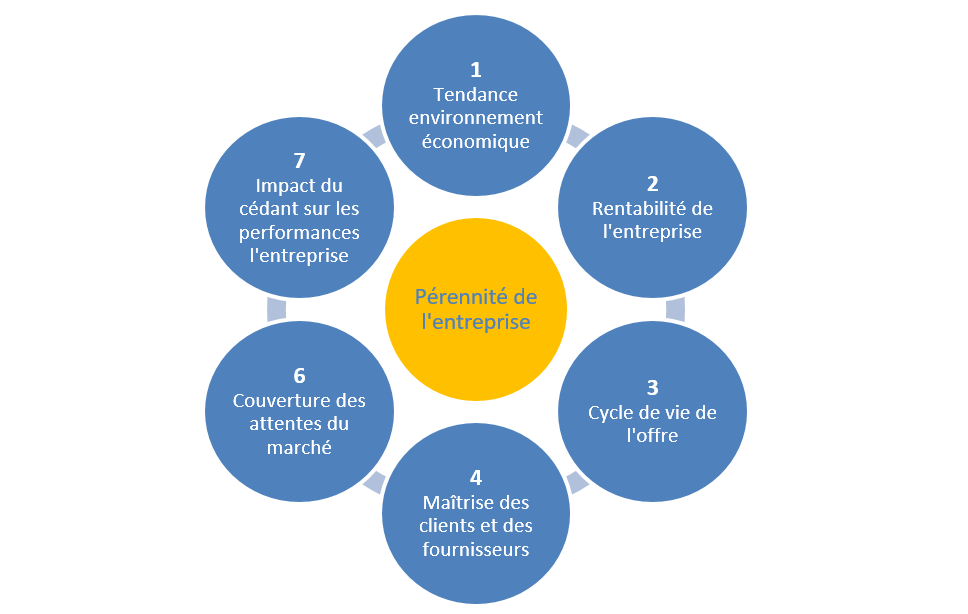 1
Tendance
environnement
économique
2
Rentabilité de
l'entreprise
3
Cycle de vie de
l'offre
4
Maîtrise des
clients et des
fournisseurs
6
Couverture des
attentes du
marché
7
Impact du
cédant sur les
performances
l'entreprise
Pérennité de
l'entreprise